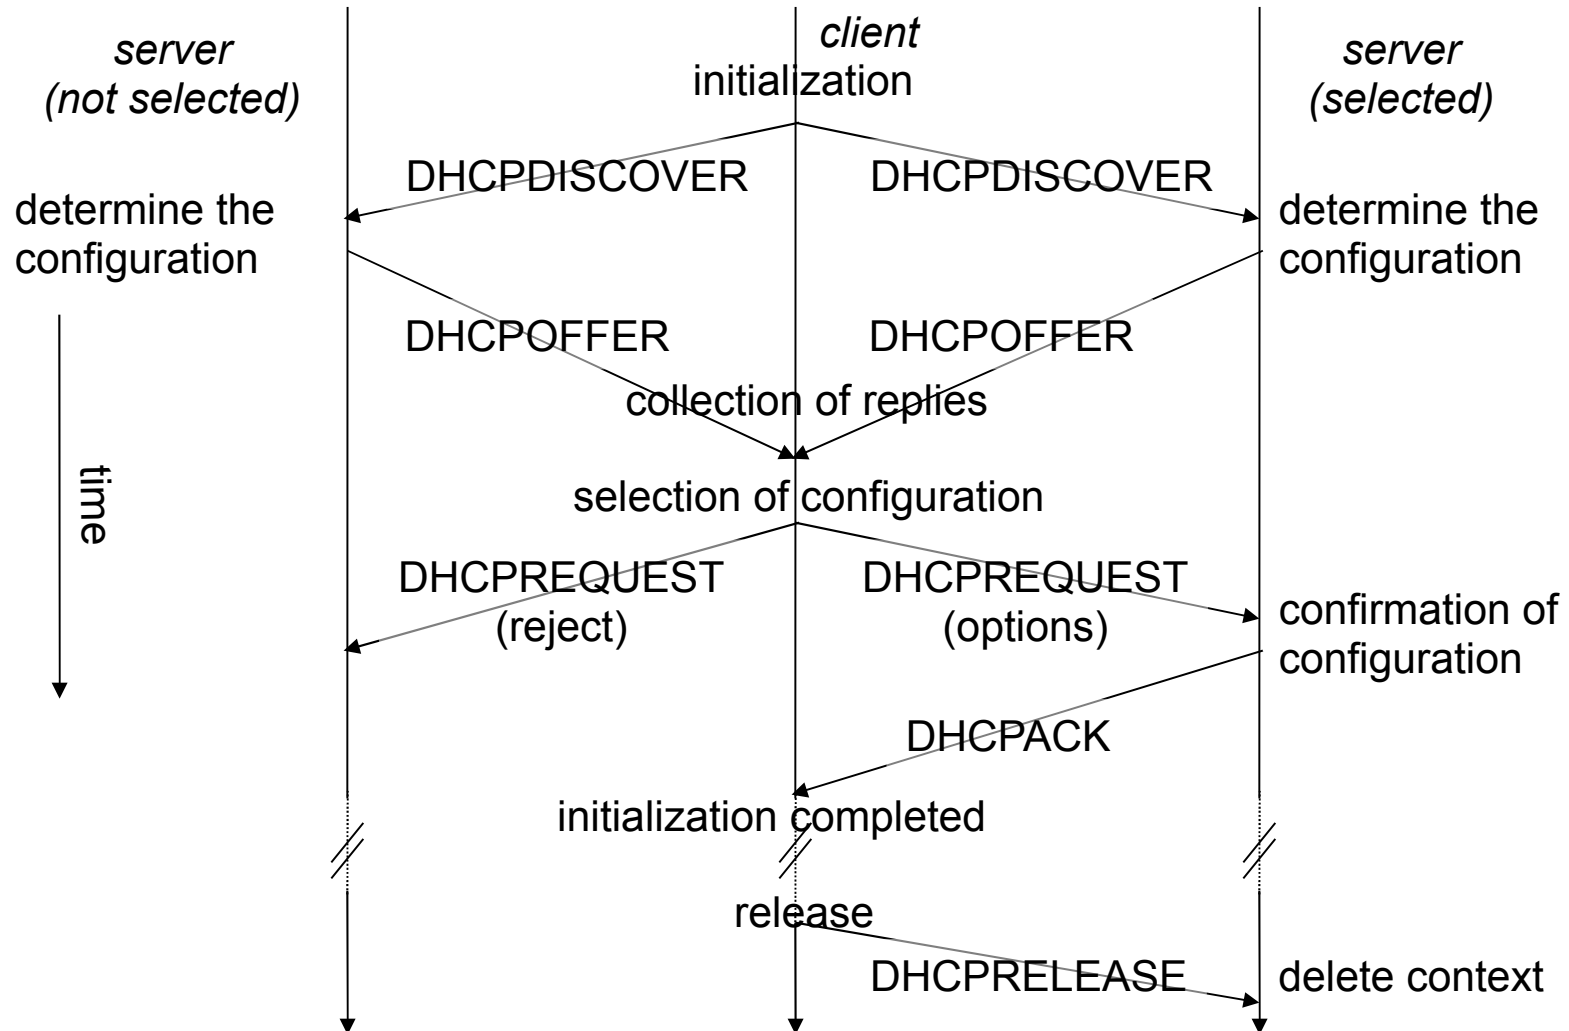 client
server
(not selected)
server
(selected)
initialization
DHCPDISCOVER
DHCPDISCOVER
determine the
configuration
determine the
configuration
DHCPOFFER
DHCPOFFER
collection of replies
time
selection of configuration
DHCPREQUEST
(reject)
DHCPREQUEST
(options)
confirmation of
configuration
DHCPACK
initialization completed
release
DHCPRELEASE
delete context